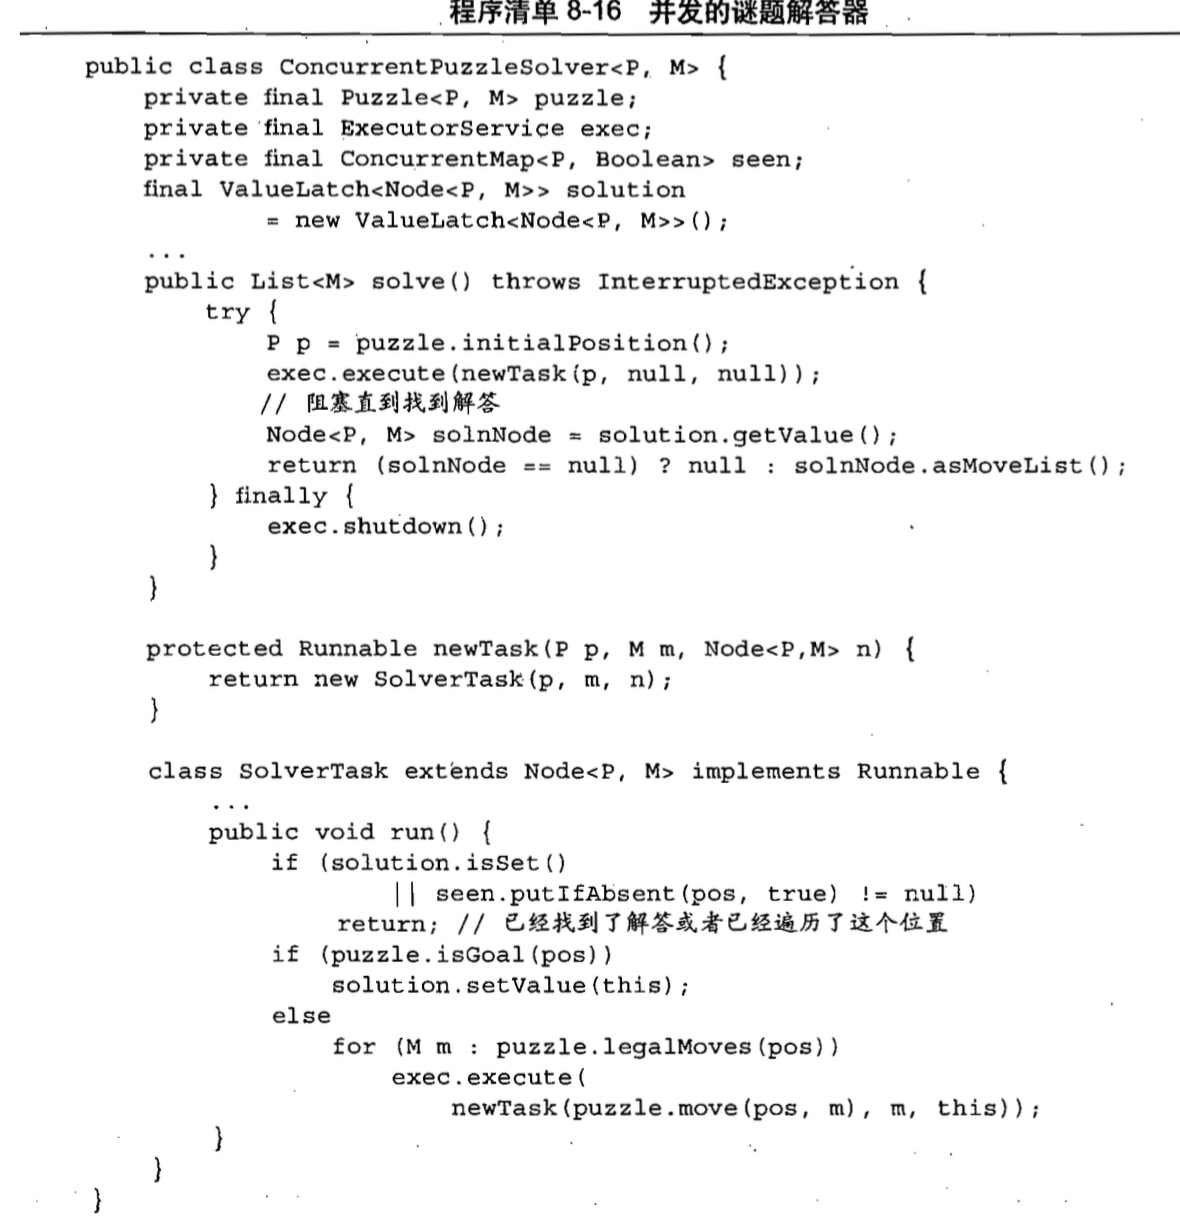 程序清单 8-16 并发的谜题解答器
public class ConcurrentPuzzleSolver<P, M> {
private final Puzzle<P, M> puzzle;
private final ExecutorService exec;
private final ConcurrentMap<P, Boolean> seen;
final ValueLatch<Node<P, M>> solution
= new ValueLatch<Node<P, M>>();
...
public List<M> solve() throws InterruptedException {
try {
P p = puzzle.initialPosition();
exec.execute(newTask(p, null, null));
// 阻塞直到找到解答
Node<P, M> solnNode = solution.getValue();
return (solnNode == null) ? null : solnNode.asMoveList();
} finally {
exec.shutdown();
}
}
protected Runnable newTask(P p, M m, Node<P,M> n) {
return new SolverTask(p, m, n);
}
class SolverTask extends Node<P, M> implements Runnable {
...
public void run() {
if (solution.isSet()
|| seen.putIfAbsent(pos, true) != null)
return; // 已经找到了解答或者已经遍历了这个位置
if (puzzle.isGoal(pos))
solution.setValue(this);
else
for (M m : puzzle.legalMoves(pos))
exec.execute(
newTask(puzzle.move(pos, m), m, this));
}
}
}